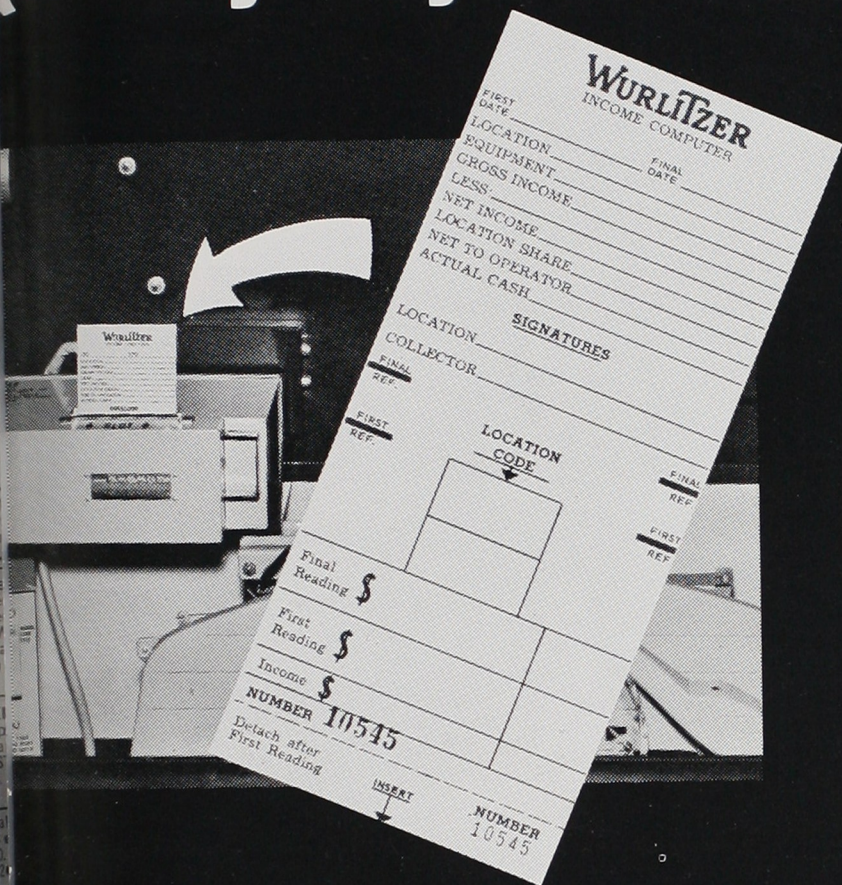 WURLITZER
INCOME COMPUTER
FIRST DATE
FINAL DATE
LOCATION
EQUIPMENT
GROSS INCOME
LESS:
NET INCOME
LOCATION SHARE
NET TO OPERATOR
ACTUAL CASH
SIGNATURES
LOCATION
COLLECTOR
FINAL
REF.
FINAL
REF
FIRST
REF.
FIRST
REF
LOCATION
CODE
Final
Reading $
First
Reading $
Income $
NUMBER 10545
Detach after
First Reading
INSERT
NUMBER
10545
WURLITZER